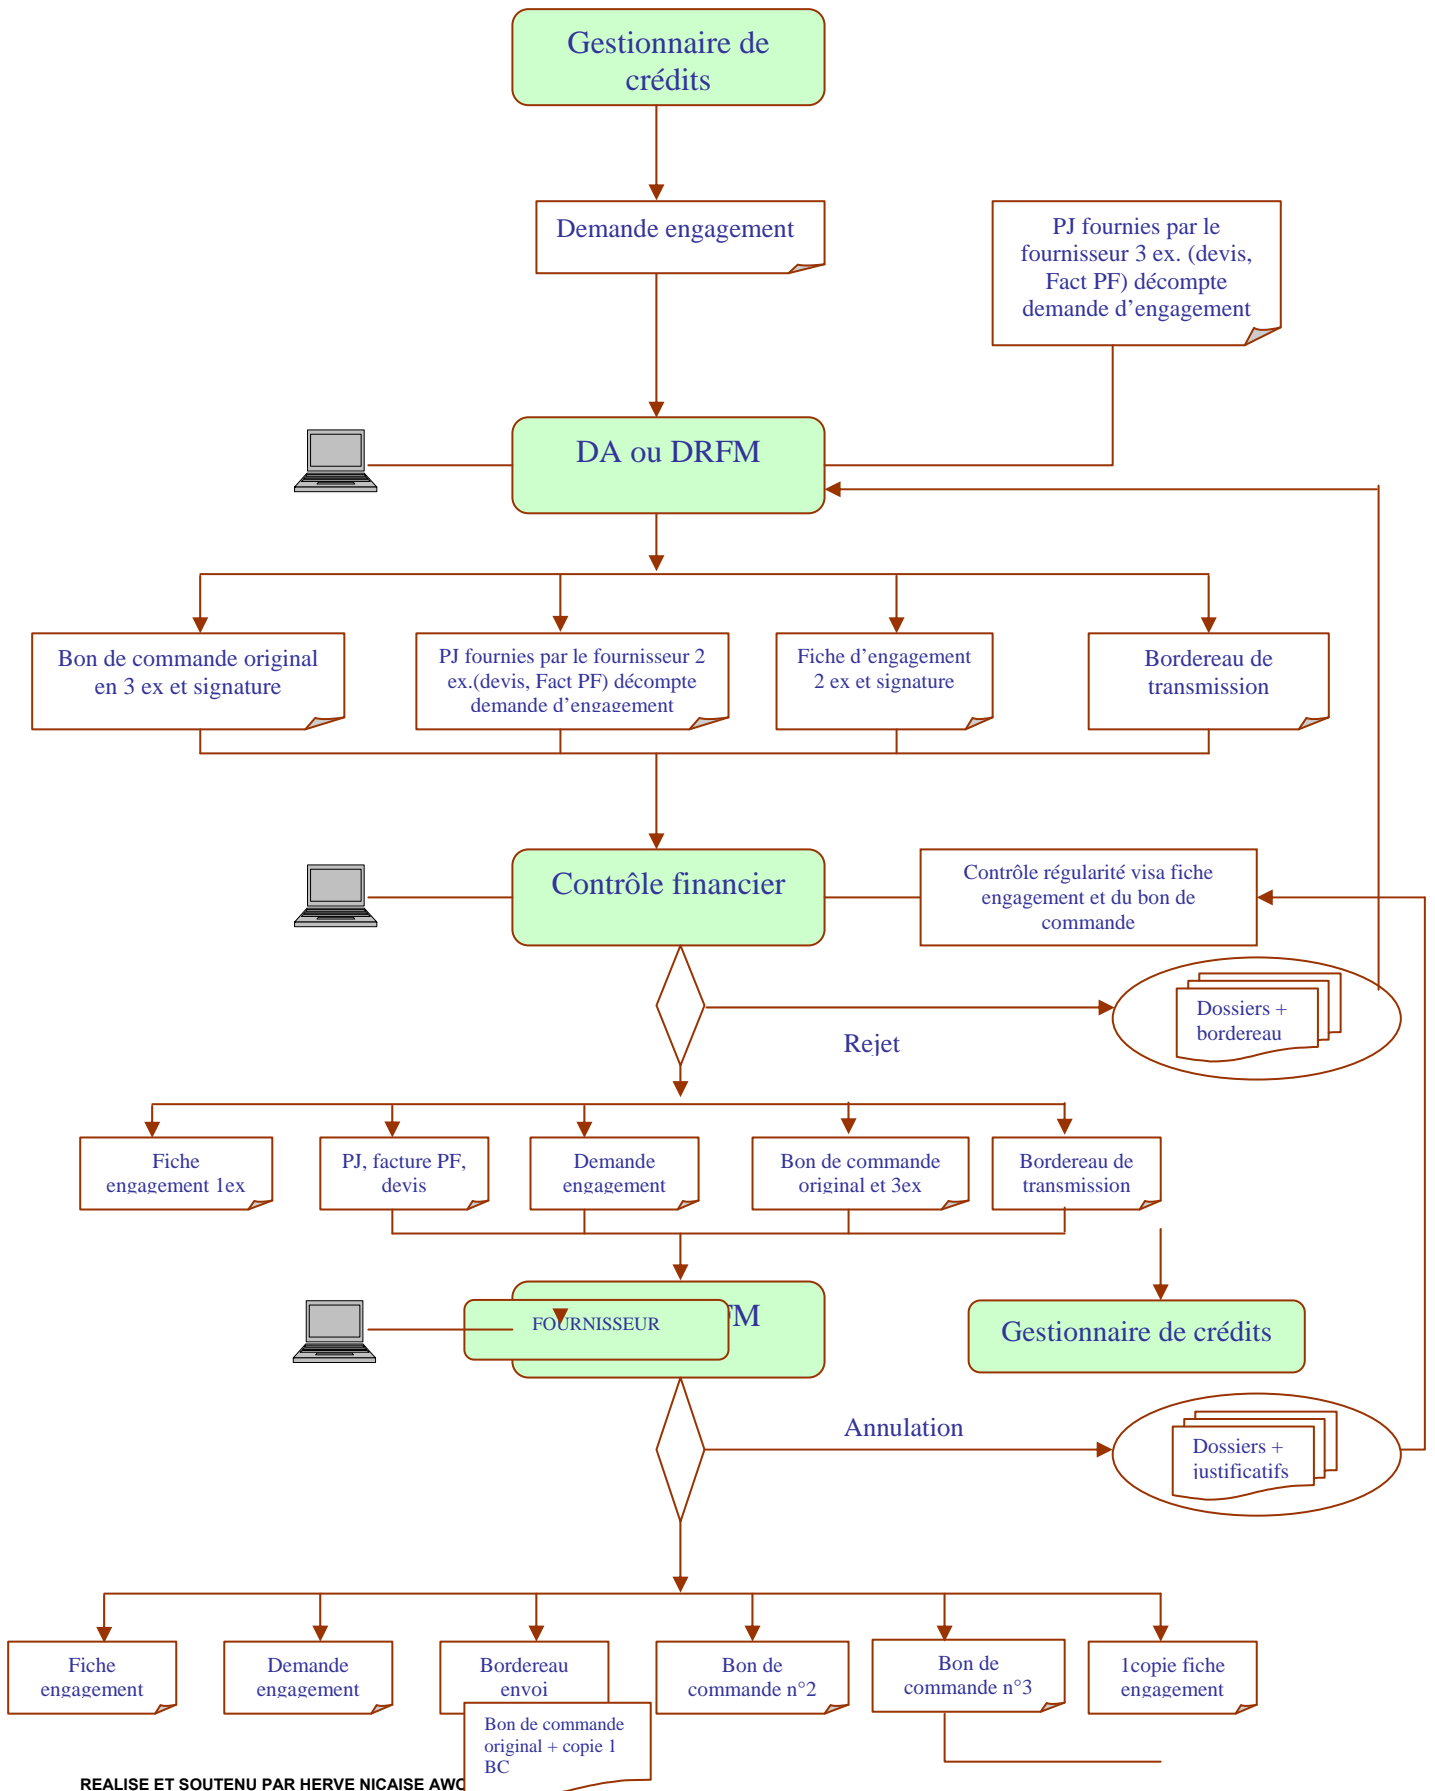 Gestionnaire de
crédits
Demande engagement
PJ fournies par le
fournisseur 3 ex. (devis,
Fact PF) décompte
demande d’engagement
DA ou DRFM
Bon de commande original
en 3 ex et signature
PJ fournies par le fournisseur 2
ex.(devis, Fact PF) décompte
demande d’engagement
Fiche d’engagement
2 ex et signature
Bordereau de
transmission
Contrôle financier
Contrôle régularité visa fiche
engagement et du bon de
commande
Dossiers +
bordereau
Rejet
Fiche
engagement 1ex
PJ, facture PF,
devis
Demande
engagement
Bon de commande
original et 3ex
Bordereau de
transmission
FOURNISSEUR
Gestionnaire de crédits
Annulation
Dossiers +
justificatifs
Fiche
engagement
Demande
engagement
Bordereau
envoi
Bon de
commande n°2
Bon de
commande n°3
1copie fiche
engagement
Bon de commande
original + copie 1
BC
REALISE ET SOUTENU PAR HERVE NICAISE